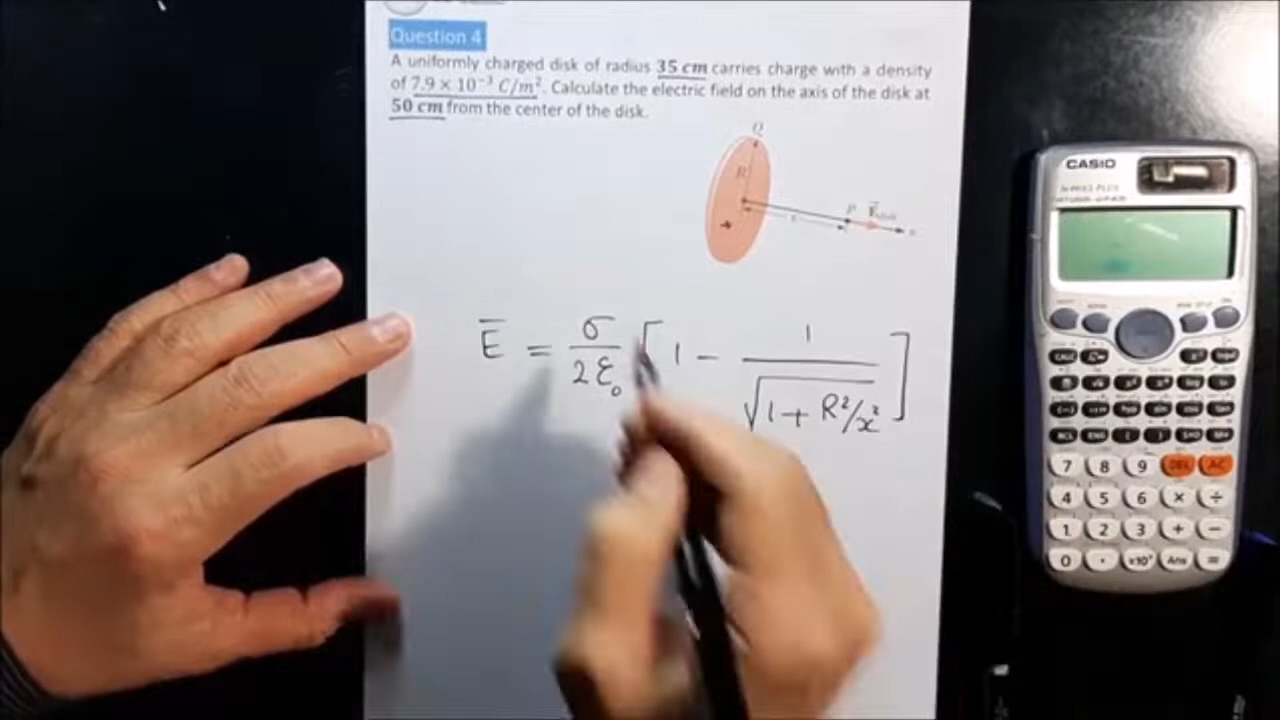 Question 4
A uniformly charged disk of radius 35 cm carries charge with a density
of 7.9 × 10⁻³ C/m². Calculate the electric field on the axis of the disk at
50 cm from the center of the disk.
Q
R
P
E = σ / 2ε₀ [ 1 − 1 / √(1 + R²/x²) ]
CASIO
7 8 9 DEL AC
4 5 6 × ÷
1 2 3 + −
0 . ×10ˣ Ans =